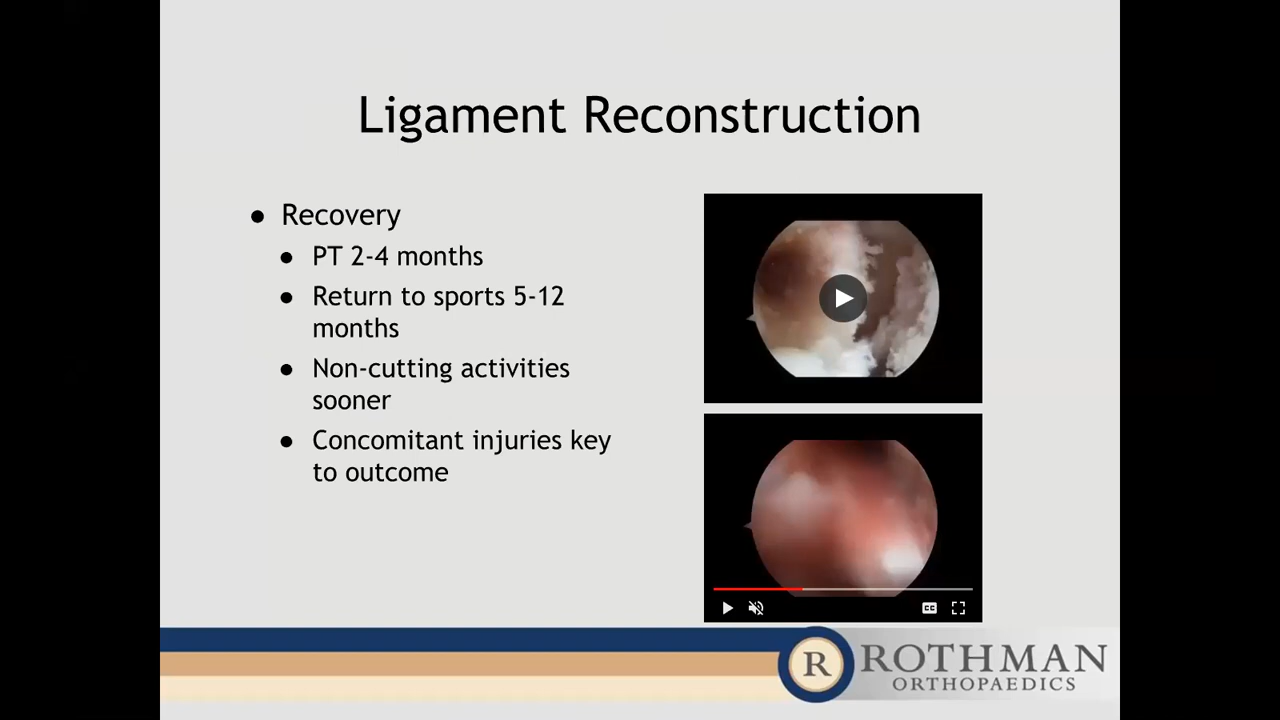 Ligament Reconstruction
● Recovery
● PT 2-4 months
● Return to sports 5-12
months
● Non-cutting activities
sooner
● Concomitant injuries key
to outcome
CC
R ROTHMAN
ORTHOPAEDICS